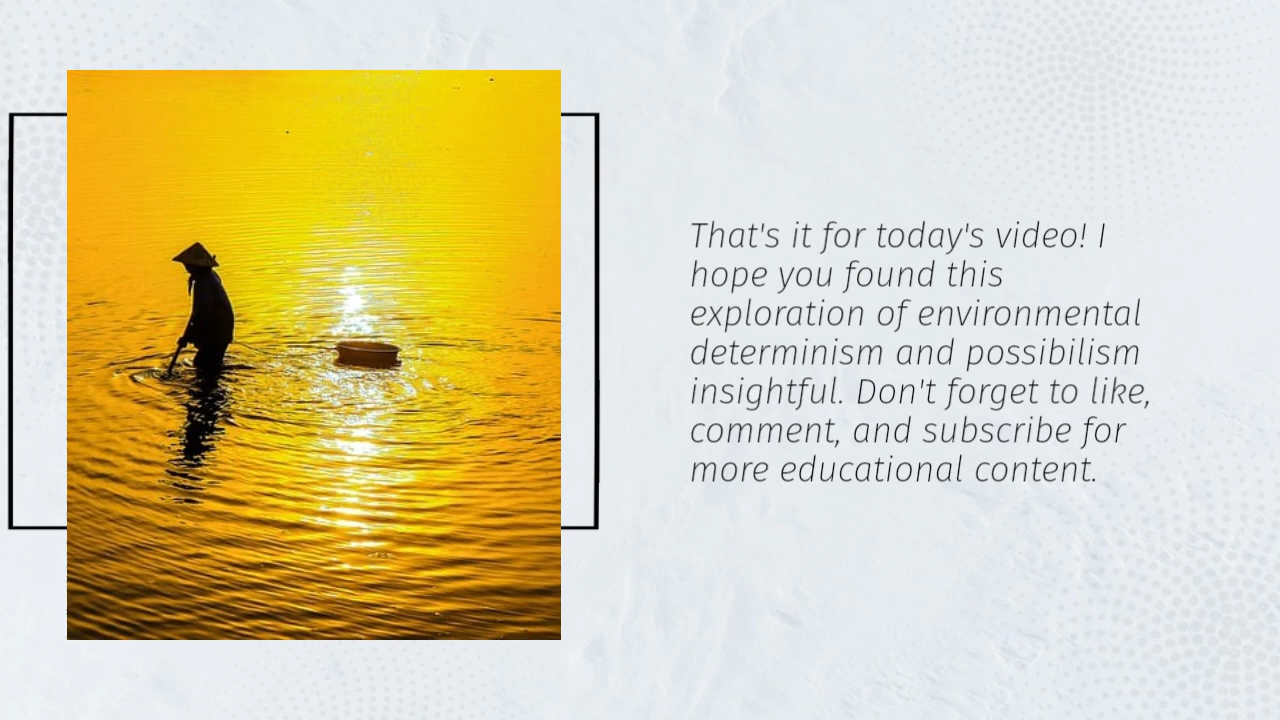 That's it for today's video! I
hope you found this
exploration of environmental
determinism and possibilism
insightful. Don't forget to like,
comment, and subscribe for
more educational content.